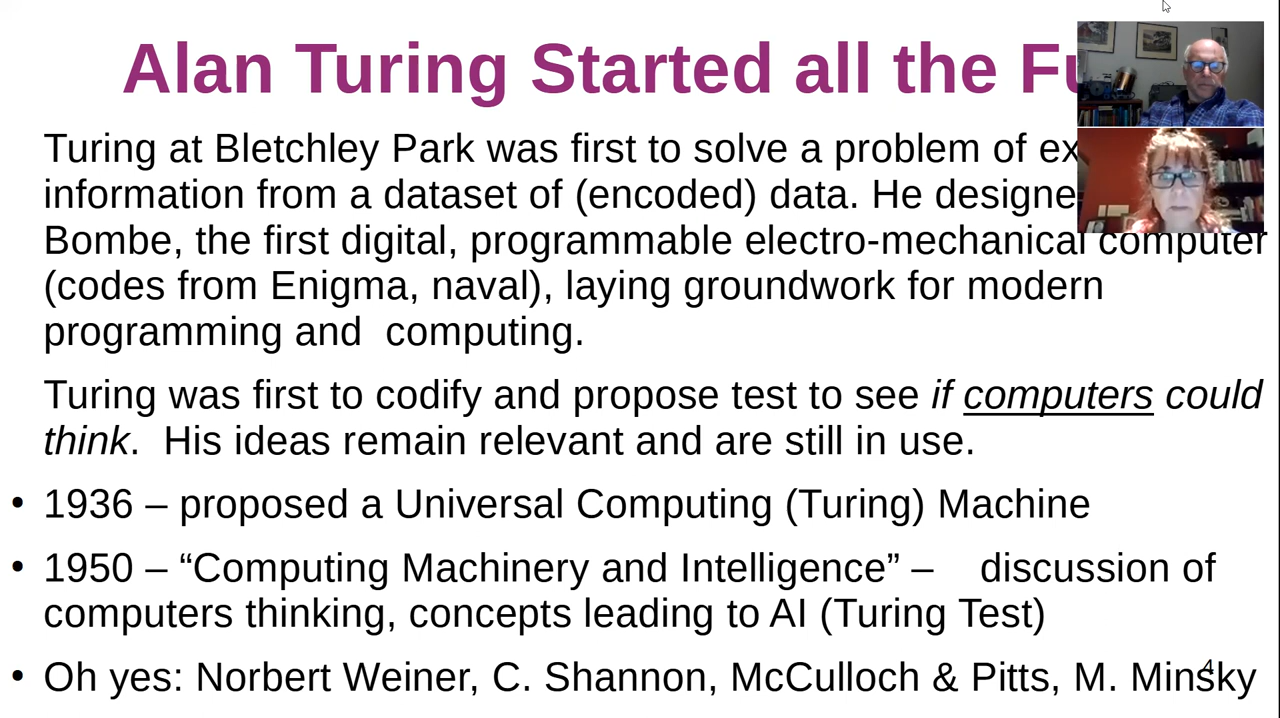 Alan Turing Started all the
Turing at Bletchley Park was first to solve a problem of
information from a dataset of (encoded) data. He
Bombe, the first digital, programmable electro-mechanical computer
(codes from Enigma, naval), laying groundwork for modern
programming and computing.
Turing was first to codify and propose test to see if computers could
think. His ideas remain relevant and are still in use.
• 1936 – proposed a Universal Computing (Turing) Machine
• 1950 – “Computing Machinery and Intelligence” – discussion of
computers thinking, concepts leading to AI (Turing Test)
• Oh yes: Norbert Weiner, C. Shannon, McCulloch & Pitts, M. Minsky
4